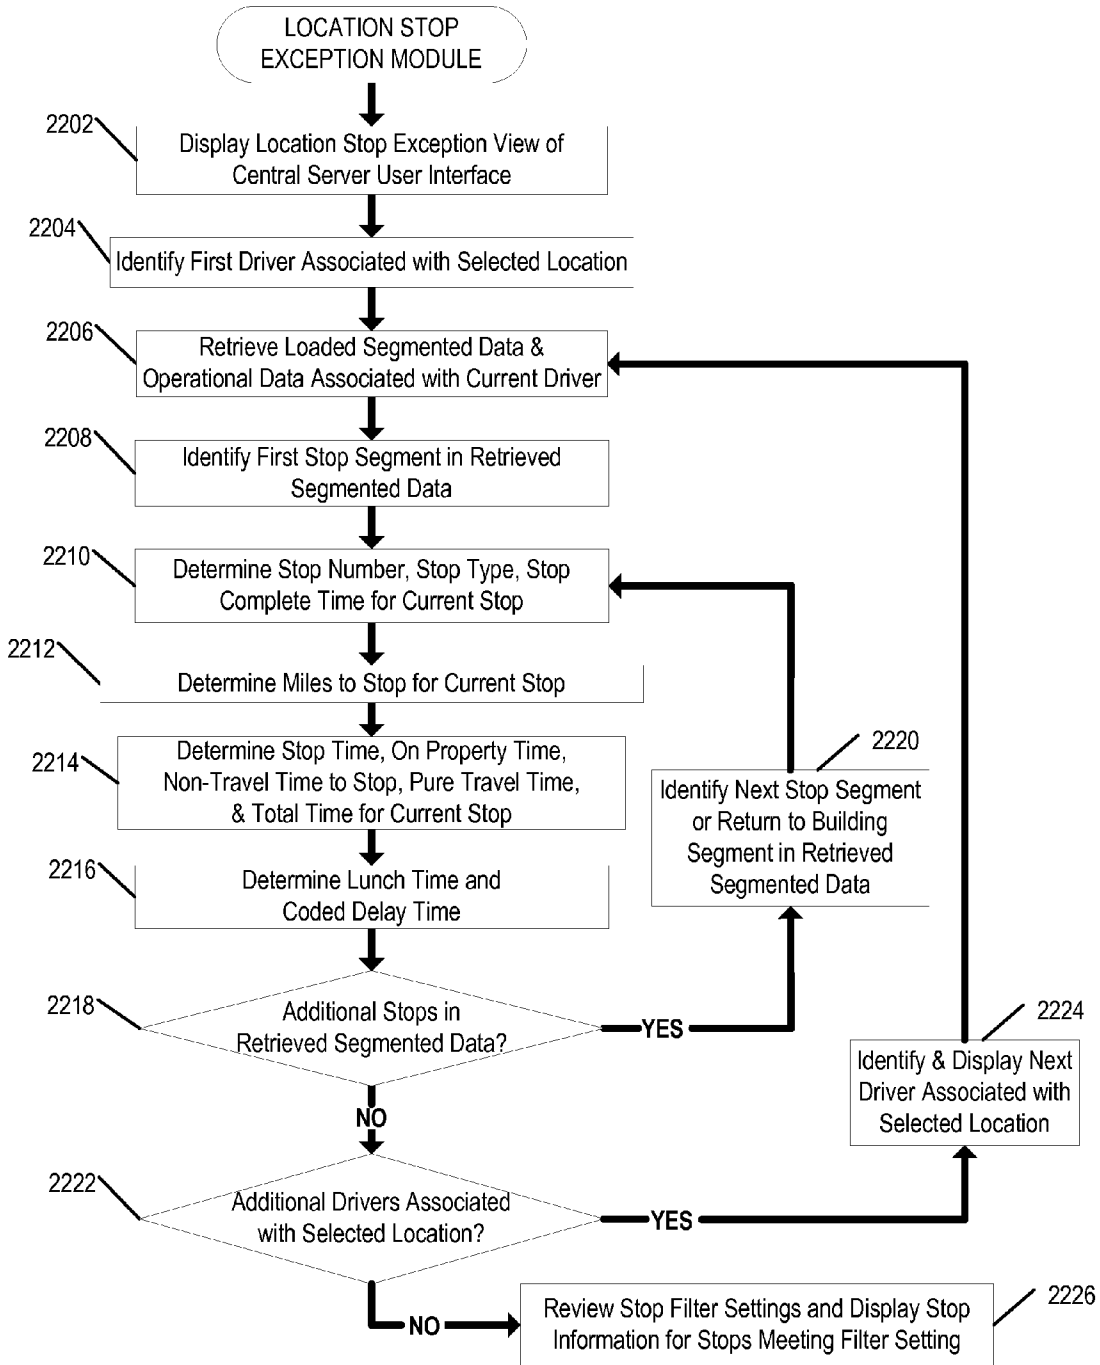 LOCATION STOP
EXCEPTION MODULE
2202
Display Location Stop Exception View of
Central Server User Interface
2204
Identify First Driver Associated with Selected Location
2206
Retrieve Loaded Segmented Data &
Operational Data Associated with Current Driver
2208
Identify First Stop Segment in Retrieved
Segmented Data
2210
Determine Stop Number, Stop Type, Stop
Complete Time for Current Stop
2212
Determine Miles to Stop for Current Stop
2214
Determine Stop Time, On Property Time,
Non-Travel Time to Stop, Pure Travel Time,
& Total Time for Current Stop
2220
Identify Next Stop Segment
or Return to Building
Segment in Retrieved
Segmented Data
2216
Determine Lunch Time and
Coded Delay Time
2218
Additional Stops in
Retrieved Segmented Data?
YES
2224
Identify & Display Next
Driver Associated with
Selected Location
NO
2222
Additional Drivers Associated
with Selected Location?
YES
NO
2226
Review Stop Filter Settings and Display Stop
Information for Stops Meeting Filter Setting